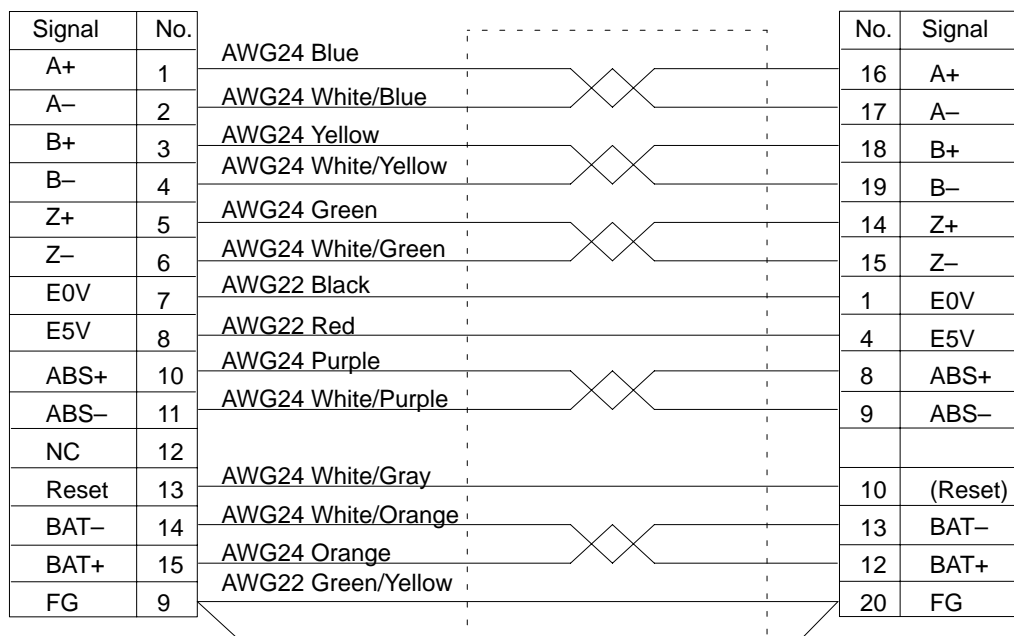 Signal No. No. Signal
A+ 1 AWG24 Blue 16 A+
A– 2 AWG24 White/Blue 17 A–
B+ 3 AWG24 Yellow 18 B+
B– 4 AWG24 White/Yellow 19 B–
Z+ 5 AWG24 Green 14 Z+
Z– 6 AWG24 White/Green 15 Z–
E0V 7 AWG22 Black 1 E0V
E5V 8 AWG22 Red 4 E5V
ABS+ 10 AWG24 Purple 8 ABS+
ABS– 11 AWG24 White/Purple 9 ABS–
NC 12
Reset 13 AWG24 White/Gray 10 (Reset)
BAT– 14 AWG24 White/Orange 13 BAT–
BAT+ 15 AWG24 Orange 12 BAT+
FG 9 AWG22 Green/Yellow 20 FG